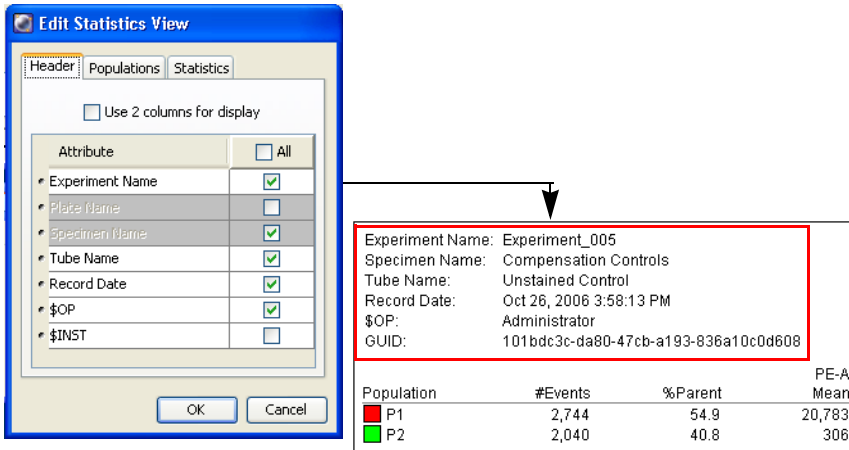 Edit Statistics View
Header Populations Statistics
Use 2 columns for display
Attribute All
Experiment Name
Plate Name
Specimen Name
Tube Name
Record Date
$OP
$INST
OK Cancel
Experiment Name: Experiment_005
Specimen Name: Compensation Controls
Tube Name: Unstained Control
Record Date: Oct 26, 2006 3:58:13 PM
$OP: Administrator
GUID: 101bdc3c-da80-47cb-a193-836a10c0d608
PE-A
Population #Events %Parent Mean
P1 2,744 54.9 20,783
P2 2,040 40.8 306